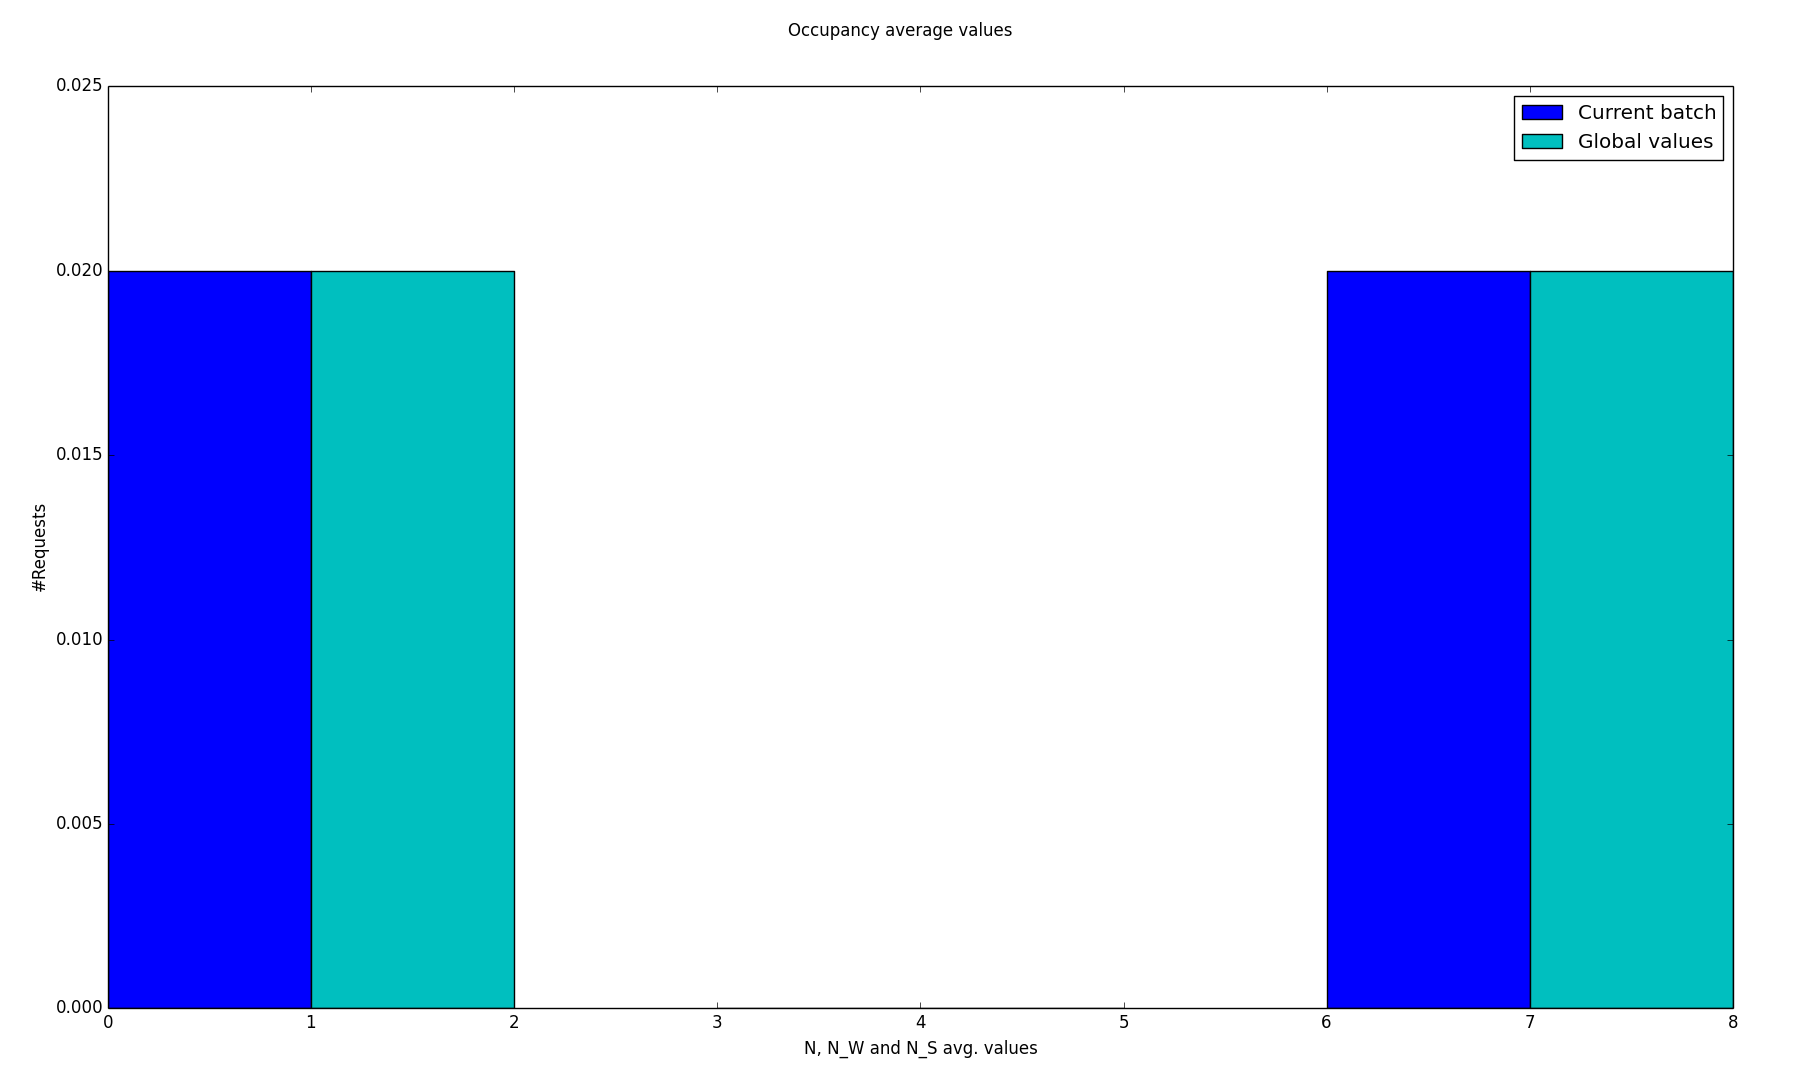 Occupancy average values
0.025
0.020
0.015
0.010
0.005
0.000
#Requests
Current batch
Global values
0 1 2 3 4 5 6 7 8
N, N_W and N_S avg. values